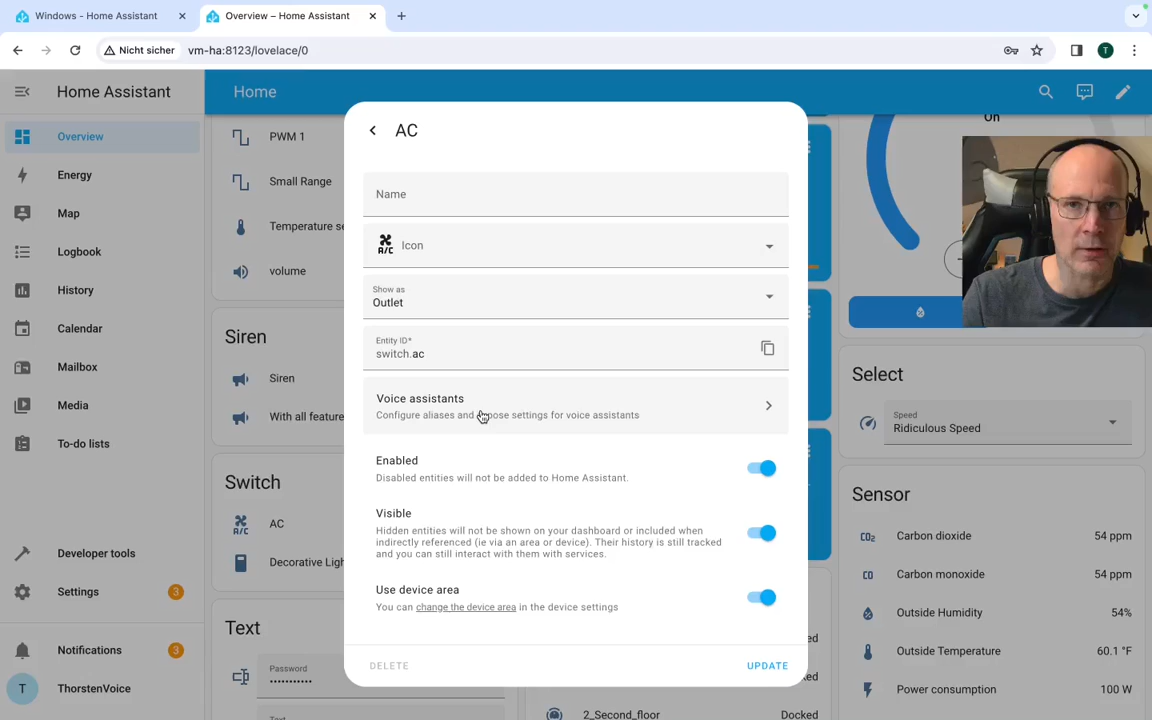 Windows - Home Assistant
Overview – Home Assistant
Nicht sicher
vm-ha:8123/lovelace/0
T
Home Assistant
Overview
Energy
Map
Logbook
History
Calendar
Mailbox
Media
To-do lists
Developer tools
Settings
3
Notifications
3
T
ThorstenVoice
Home
PWM 1
Small Range
Temperature se
volume
Siren
Siren
With all feature
Switch
A/C
AC
Decorative Ligh
Text
Password
•••••••••••
Text
AC
Name
A/C
Icon
Show as
Outlet
Entity ID*
switch.ac
Voice assistants
Configure aliases and expose settings for voice assistants
Enabled
Disabled entities will not be added to Home Assistant.
Visible
Hidden entities will not be shown on your dashboard or included when
indirectly referenced (ie via an area or device). Their history is still tracked
and you can still interact with them with services.
Use device area
You can change the device area in the device settings
DELETE
UPDATE
ed
ked
2_Second_floor
Docked
On
Select
Speed
Ridiculous Speed
Sensor
CO₂
Carbon dioxide
54 ppm
CO
Carbon monoxide
54 ppm
Outside Humidity
54%
Outside Temperature
60.1 °F
Power consumption
100 W